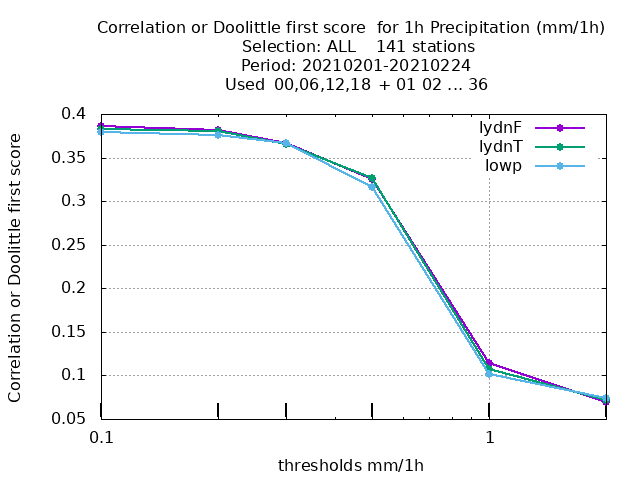 Correlation or Doolittle first score  for 1h Precipitation (mm/1h)
Selection: ALL    141 stations
Period: 20210201-20210224
Used 00,06,12,18 + 01 02 ... 36
lydnF
lydnT
lowp
Correlation or Doolittle first score
0.4
0.35
0.3
0.25
0.2
0.15
0.1
0.05
0.1
1
thresholds mm/1h